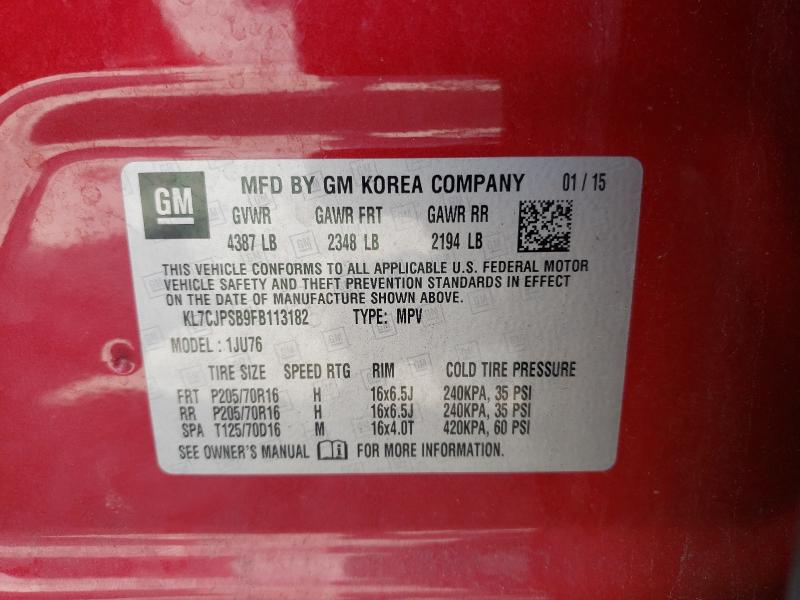 GM MFD BY GM KOREA COMPANY 01 / 15
GVWR GAWR FRT GAWR RR
4387 LB 2348 LB 2194 LB
THIS VEHICLE CONFORMS TO ALL APPLICABLE U.S. FEDERAL MOTOR
VEHICLE SAFETY AND THEFT PREVENTION STANDARDS IN EFFECT
ON THE DATE OF MANUFACTURE SHOWN ABOVE.
KL7CJPSB9FB113182 TYPE: MPV
MODEL : 1JU76
TIRE SIZE SPEED RTG RIM COLD TIRE PRESSURE
FRT P205/70R16 H 16x6.5J 240KPA, 35 PSI
RR P205/70R16 H 16x6.5J 240KPA, 35 PSI
SPA T125/70D16 M 16x4.0T 420KPA, 60 PSI
SEE OWNER'S MANUAL FOR MORE INFORMATION.